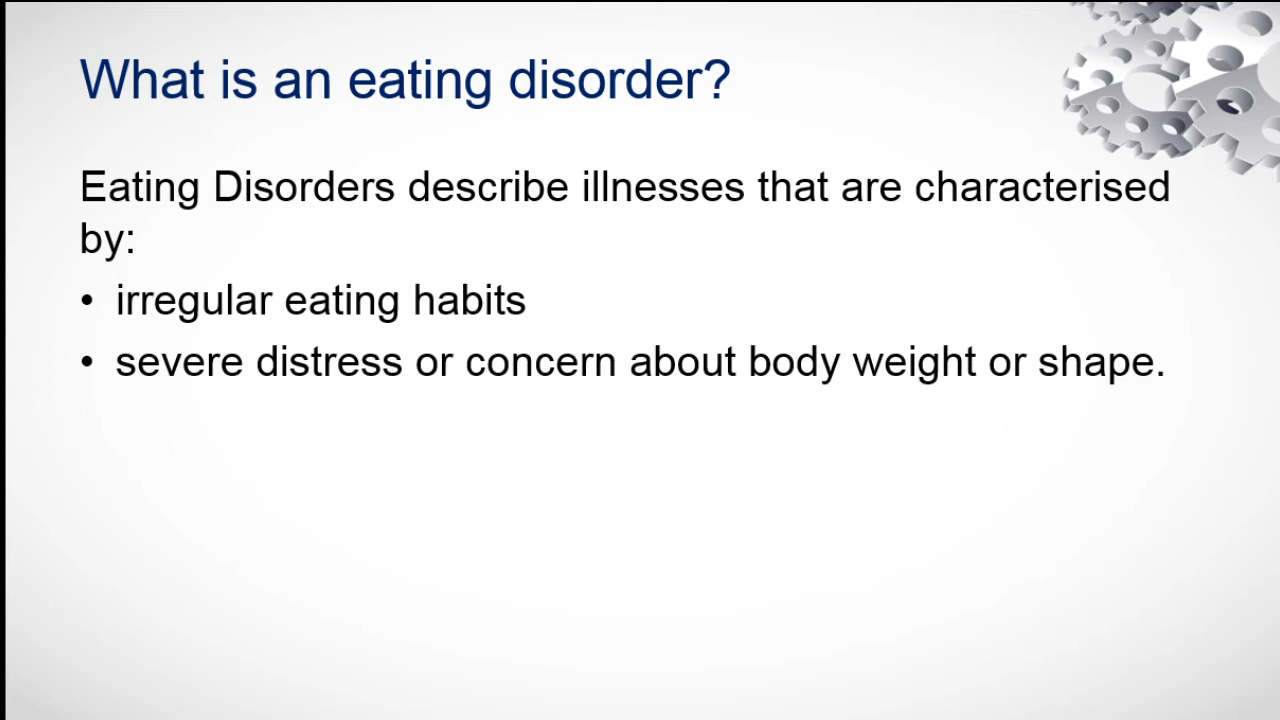 What is an eating disorder?
Eating Disorders describe illnesses that are characterised
by:
• irregular eating habits
• severe distress or concern about body weight or shape.